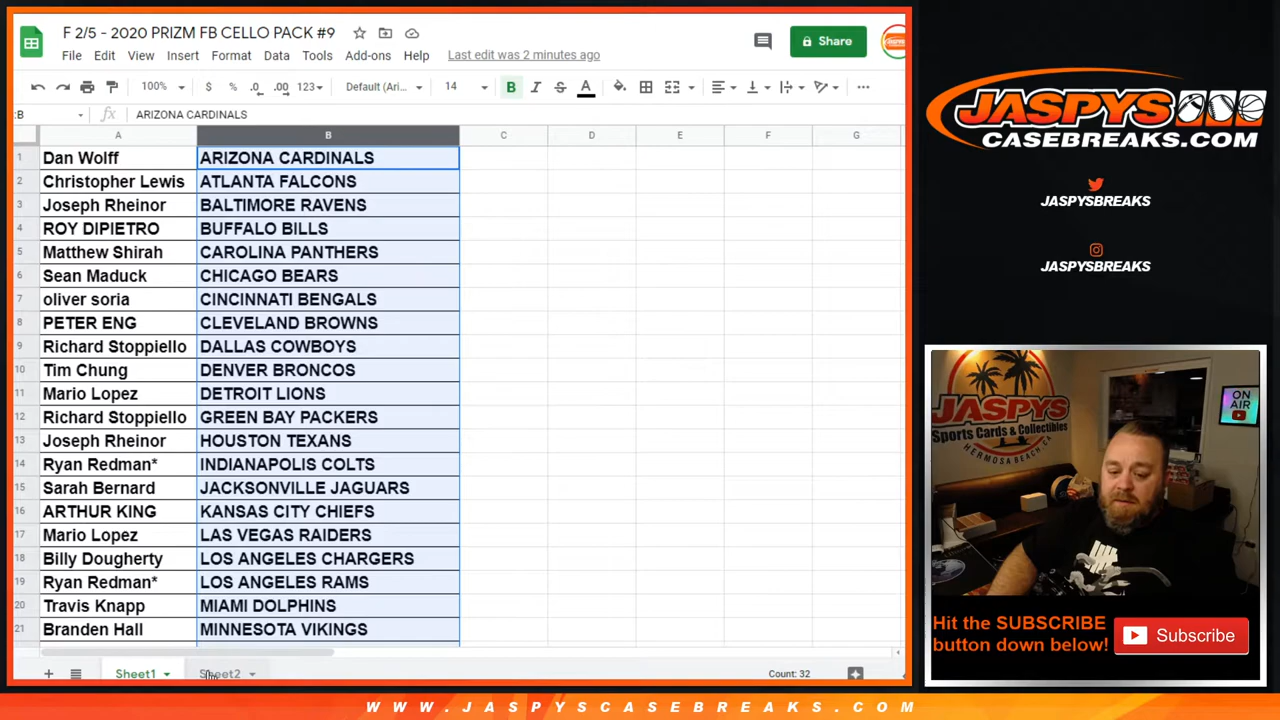 F 2/5 - 2020 PRIZM FB CELLO PACK #9
File Edit View Insert Format Data Tools Add-ons Help Last edit was 2 minutes ago
Share
100% $ % .0 .00 123 Default (Ari... 14 B I S A
:B fx ARIZONA CARDINALS
A B C D E F G
1 Dan Wolff ARIZONA CARDINALS
2 Christopher Lewis ATLANTA FALCONS
3 Joseph Rheinor BALTIMORE RAVENS
4 ROY DIPIETRO BUFFALO BILLS
5 Matthew Shirah CAROLINA PANTHERS
6 Sean Maduck CHICAGO BEARS
7 oliver soria CINCINNATI BENGALS
8 PETER ENG CLEVELAND BROWNS
9 Richard Stoppiello DALLAS COWBOYS
10 Tim Chung DENVER BRONCOS
11 Mario Lopez DETROIT LIONS
12 Richard Stoppiello GREEN BAY PACKERS
13 Joseph Rheinor HOUSTON TEXANS
14 Ryan Redman* INDIANAPOLIS COLTS
15 Sarah Bernard JACKSONVILLE JAGUARS
16 ARTHUR KING KANSAS CITY CHIEFS
17 Mario Lopez LAS VEGAS RAIDERS
18 Billy Dougherty LOS ANGELES CHARGERS
19 Ryan Redman* LOS ANGELES RAMS
20 Travis Knapp MIAMI DOLPHINS
21 Branden Hall MINNESOTA VIKINGS
Sheet1 Sheet2 Count: 32
JASPYS
CASEBREAKS.COM
JASPYSBREAKS
JASPYSBREAKS
JASPYS
Sports Cards & Collectibles
HERMOSA BEACH, CA
ON AIR
Hit the SUBSCRIBE
button down below!
Subscribe
WWW.JASPYSCASEBREAKS.COM